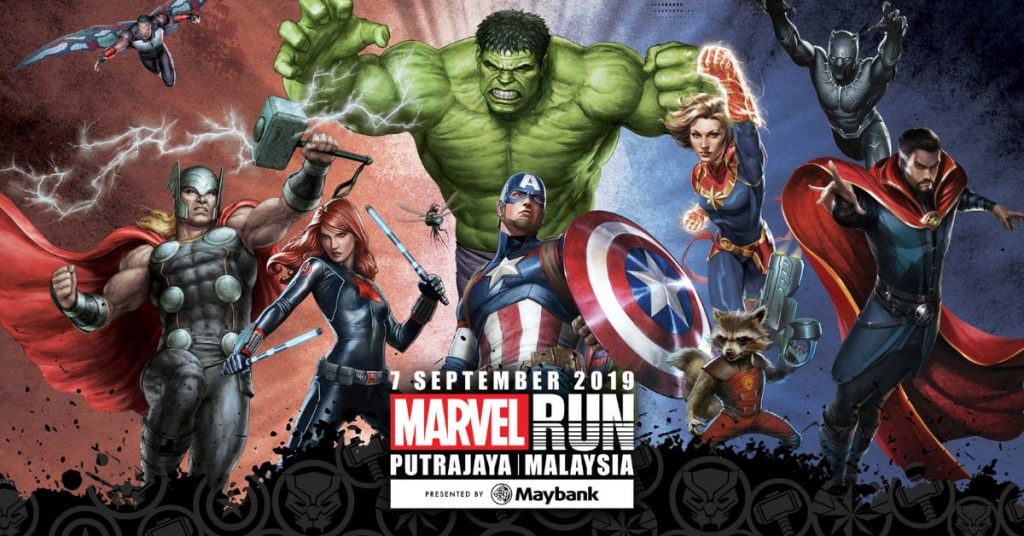 A
7 SEPTEMBER 2019
MARVEL RUN
PUTRAJAYA | MALAYSIA
PRESENTED BY Maybank